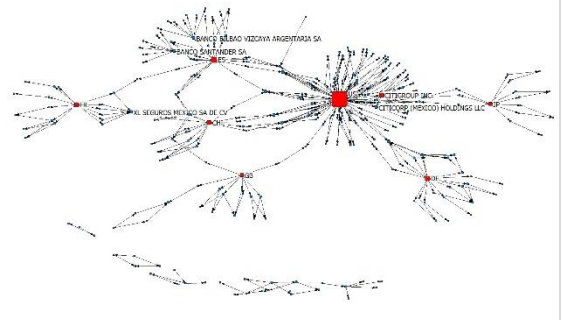 BANCO BILBAO VIZCAYA ARGENTARIA SA
BANCO SANTANDER SA
ES
CITIGROUP INC
CITICORP (MEXICO) HOLDINGS LLC
JP
XL SEGUROS MEXICO SA DE CV
CH
GB
DE